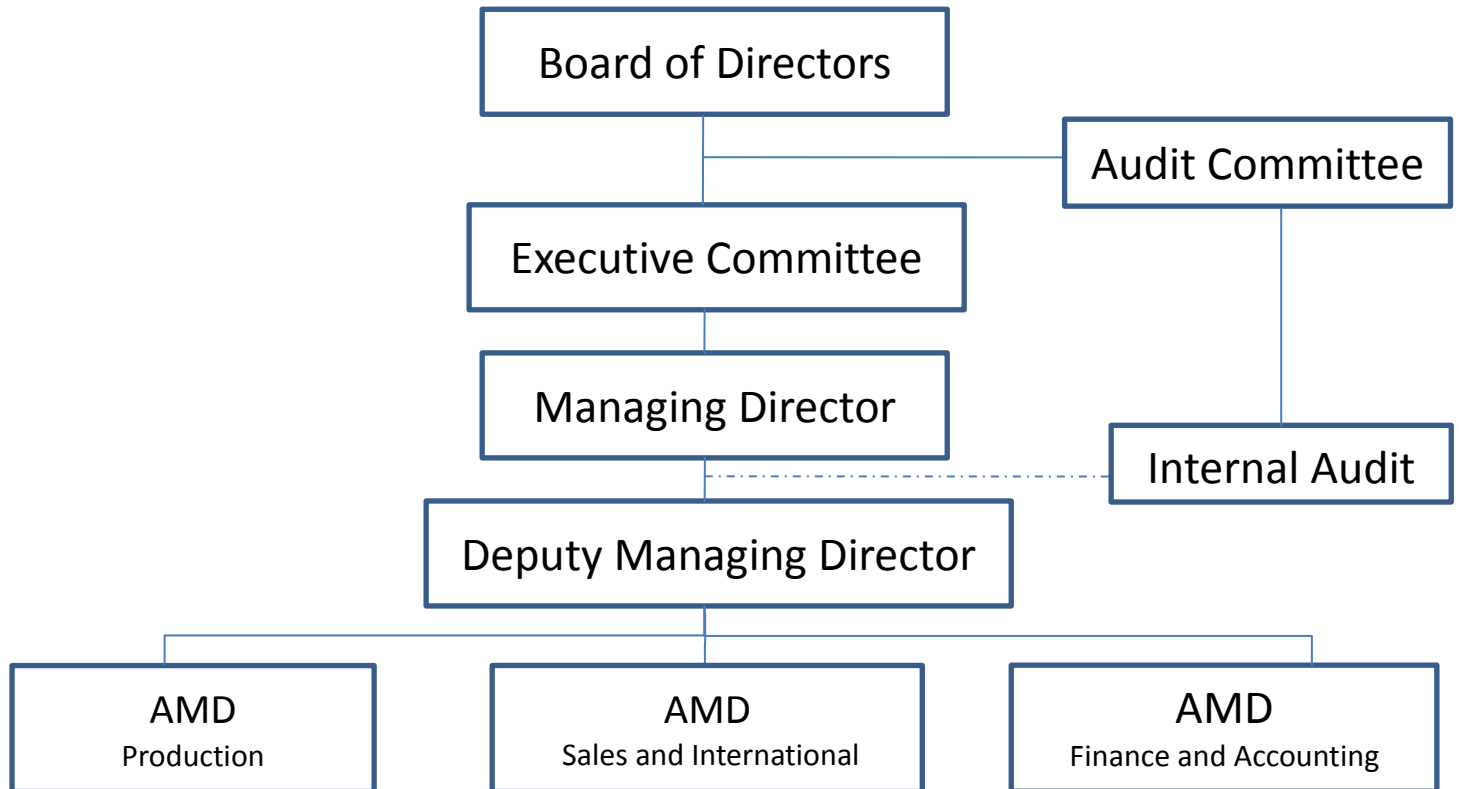 Board of Directors
Audit Committee
Executive Committee
Managing Director
Internal Audit
Deputy Managing Director
AMD
Production
AMD
Sales and International
AMD
Finance and Accounting